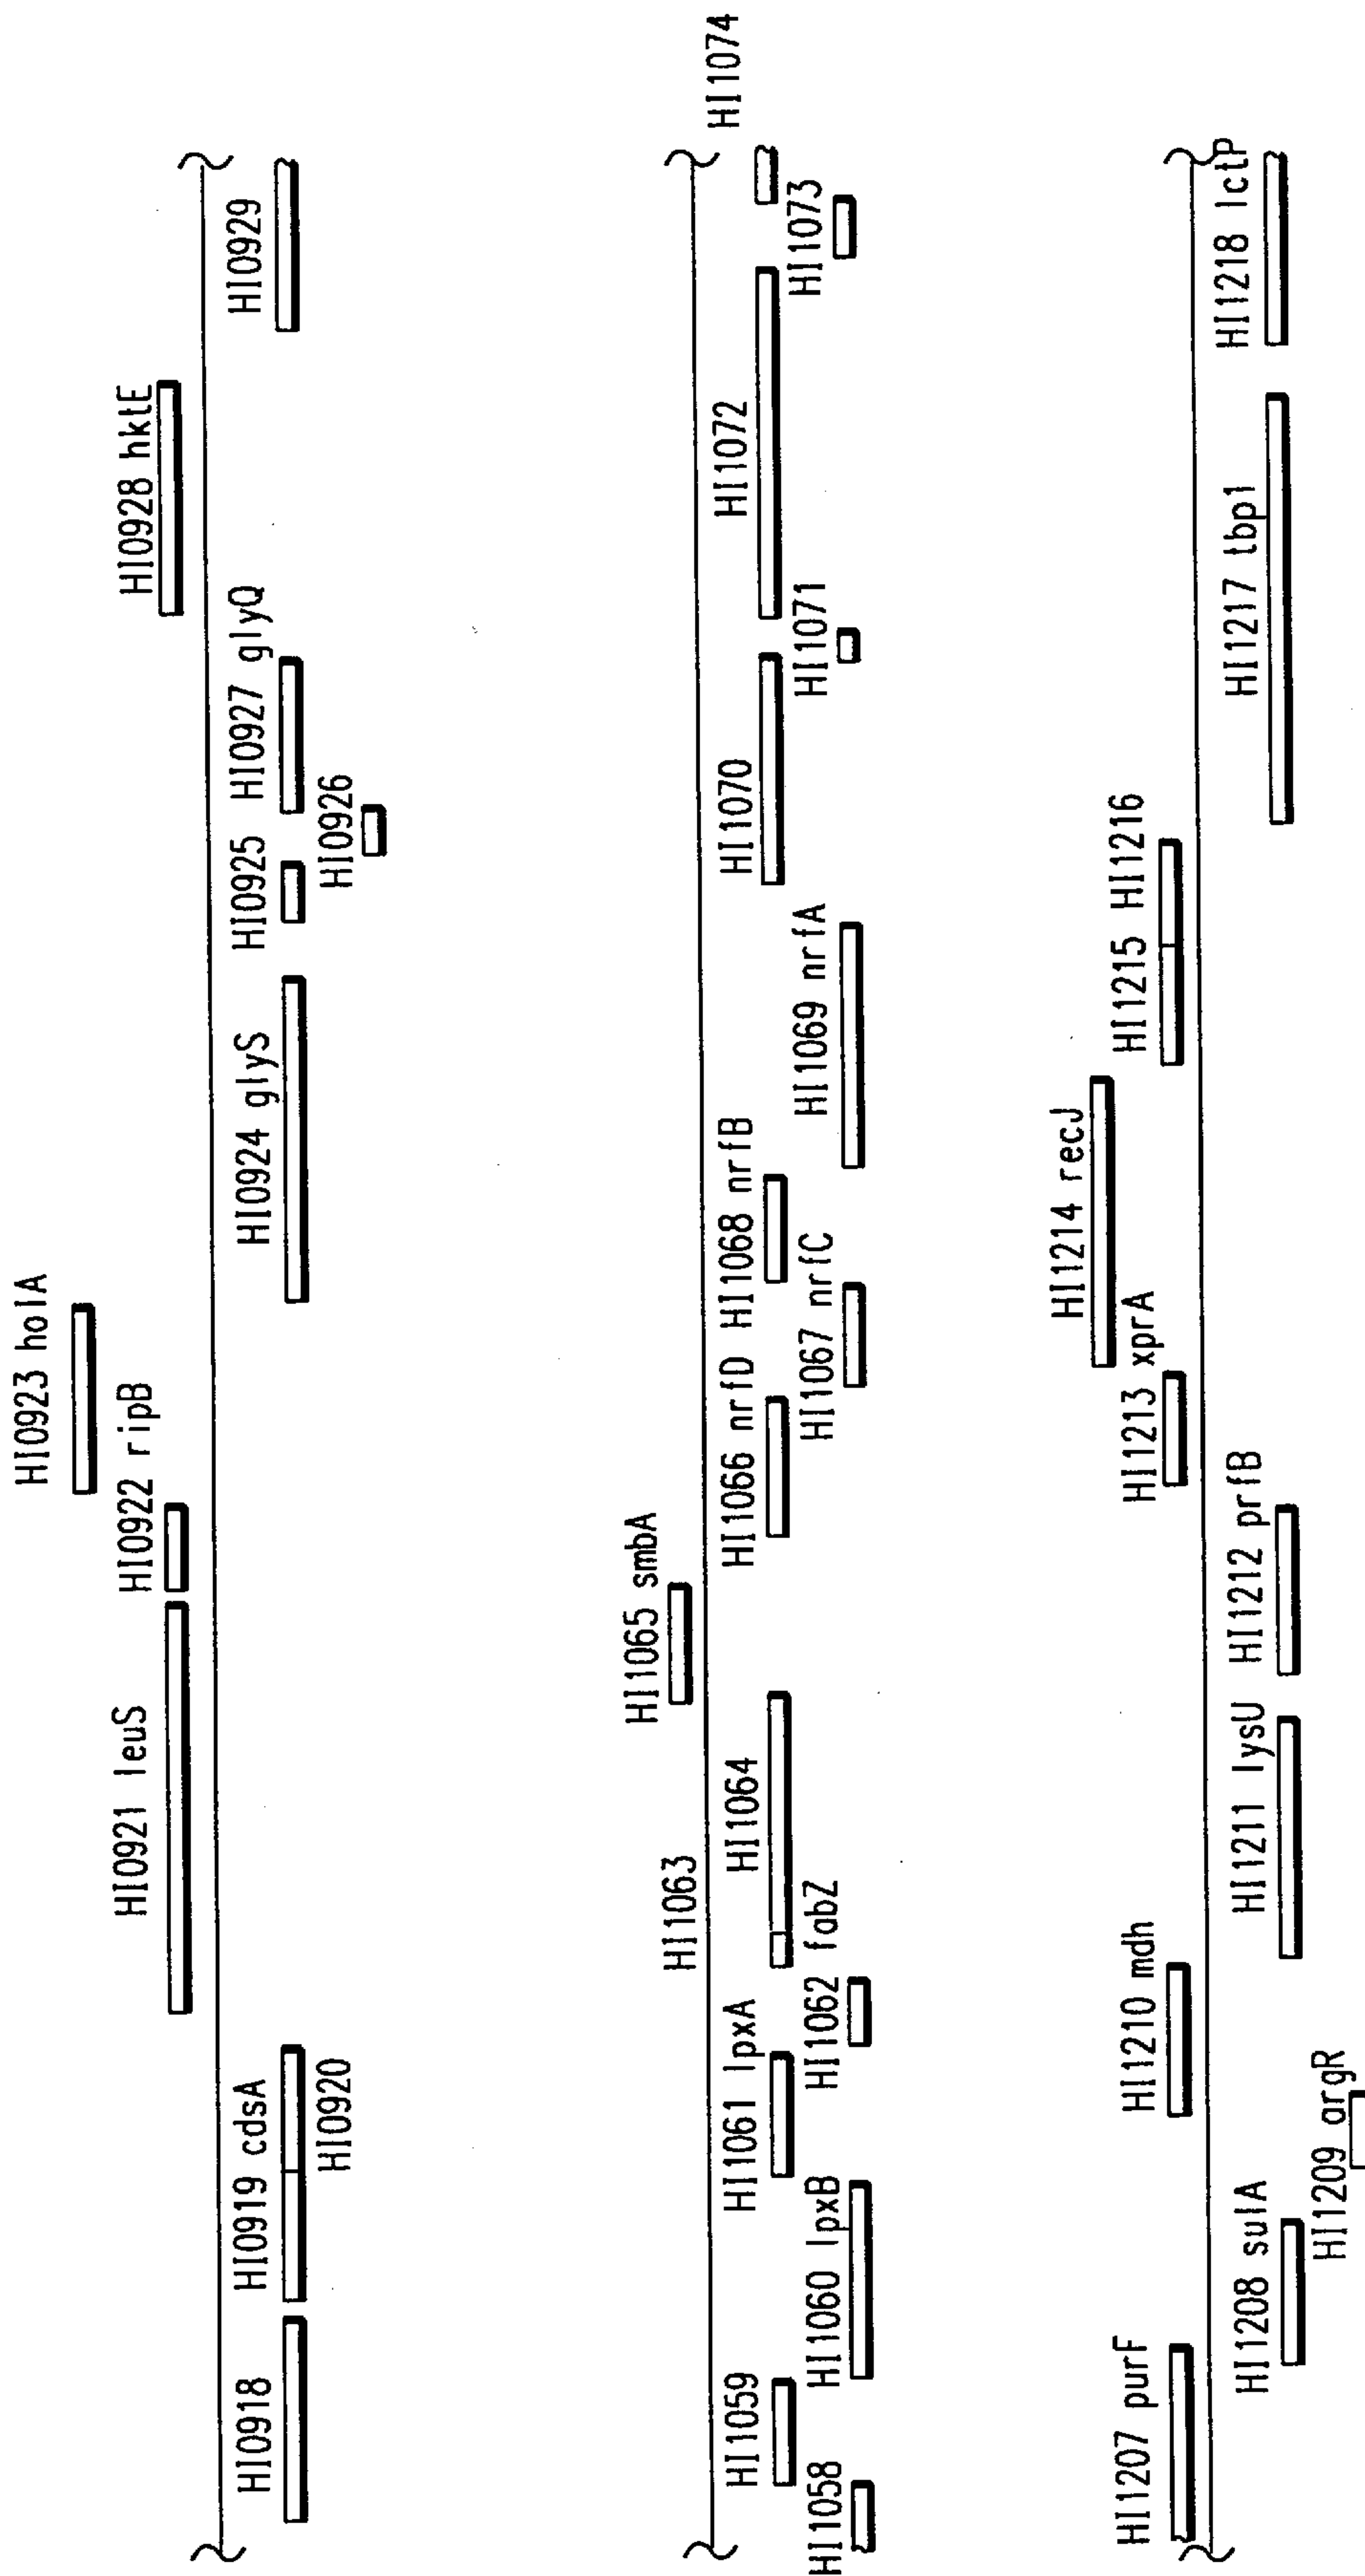 HI0923 holA
HI0921 leuS
HI0922 ripB
HI0928 hktE
HI0918
HI0919 cdsA
HI0924 glyS
HI0925
HI0927 glyQ
HI0929
HI0920
HI0926
HI1065 smbA
HI1063
HI1074
HI1059
HI1061 lpxA
HI1064
HI1066 nrfD
HI1068 nrfB
HI1070
HI1072
HI1058
HI1060 lpxB
HI1062 fabZ
HI1067 nrfC
HI1069 nrfA
HI1071
HI1073
HI1214 recJ
HI1207 purF
HI1210 mdh
HI1213 xprA
HI1215
HI1216
HI1208 sulA
HI1211 lysU
HI1212 prfB
HI1217 tbp1
HI1218 lctP
HI1209 argR